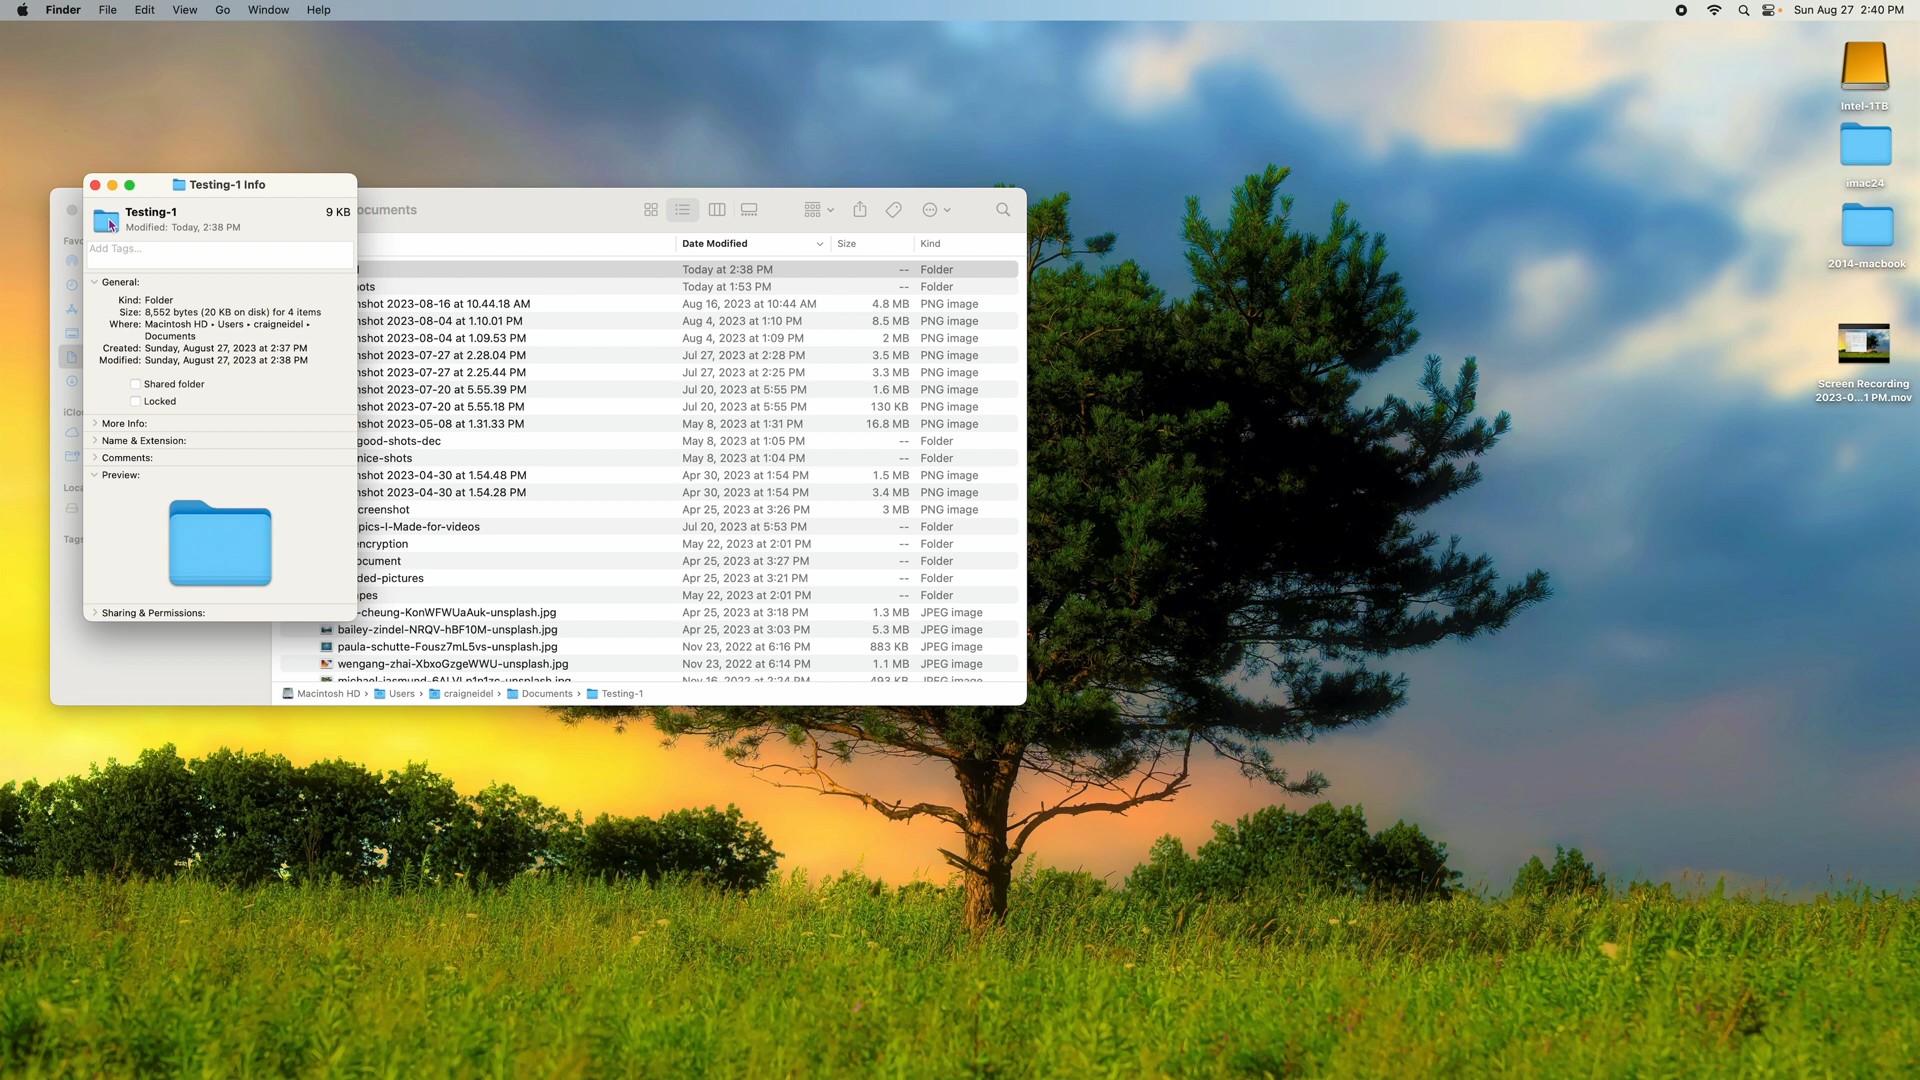 Finder File Edit View Go Window Help
Sun Aug 27 2:40 PM
Intel-1TB
imac24
2014-macbook
Screen Recording
2023-0...1 PM.mov
Testing-1 Info
Testing-1 9 KB
Modified: Today, 2:38 PM
Add Tags...
General:
Kind: Folder
Size: 8,552 bytes (20 KB on disk) for 4 items
Where: Macintosh HD • Users • craigneidel •
Documents
Created: Sunday, August 27, 2023 at 2:37 PM
Modified: Sunday, August 27, 2023 at 2:38 PM
Shared folder
Locked
More Info:
Name & Extension:
Comments:
Preview:
Sharing & Permissions:
Favo
iClou
Loca
Tags
ocuments
Date Modified Size Kind
Today at 2:38 PM -- Folder
ots Today at 1:53 PM -- Folder
nshot 2023-08-16 at 10.44.18 AM Aug 16, 2023 at 10:44 AM 4.8 MB PNG image
nshot 2023-08-04 at 1.10.01 PM Aug 4, 2023 at 1:10 PM 8.5 MB PNG image
nshot 2023-08-04 at 1.09.53 PM Aug 4, 2023 at 1:09 PM 2 MB PNG image
nshot 2023-07-27 at 2.28.04 PM Jul 27, 2023 at 2:28 PM 3.5 MB PNG image
nshot 2023-07-27 at 2.25.44 PM Jul 27, 2023 at 2:25 PM 3.3 MB PNG image
nshot 2023-07-20 at 5.55.39 PM Jul 20, 2023 at 5:55 PM 1.6 MB PNG image
nshot 2023-07-20 at 5.55.18 PM Jul 20, 2023 at 5:55 PM 130 KB PNG image
nshot 2023-05-08 at 1.31.33 PM May 8, 2023 at 1:31 PM 16.8 MB PNG image
good-shots-dec May 8, 2023 at 1:05 PM -- Folder
nice-shots May 8, 2023 at 1:04 PM -- Folder
nshot 2023-04-30 at 1.54.48 PM Apr 30, 2023 at 1:54 PM 1.5 MB PNG image
nshot 2023-04-30 at 1.54.28 PM Apr 30, 2023 at 1:54 PM 3.4 MB PNG image
creenshot Apr 25, 2023 at 3:26 PM 3 MB PNG image
pics-I-Made-for-videos Jul 20, 2023 at 5:53 PM -- Folder
encryption May 22, 2023 at 2:01 PM -- Folder
ocument Apr 25, 2023 at 3:27 PM -- Folder
ded-pictures Apr 25, 2023 at 3:21 PM -- Folder
pes May 22, 2023 at 2:01 PM -- Folder
-cheung-KonWFWUaAuk-unsplash.jpg Apr 25, 2023 at 3:18 PM 1.3 MB JPEG image
bailey-zindel-NRQV-hBF10M-unsplash.jpg Apr 25, 2023 at 3:03 PM 5.3 MB JPEG image
paula-schutte-Fousz7mL5vs-unsplash.jpg Nov 23, 2022 at 6:16 PM 883 KB JPEG image
wengang-zhai-XbxoGzgeWWU-unsplash.jpg Nov 23, 2022 at 6:14 PM 1.1 MB JPEG image
Nov 16, 2022 at 2:24 PM 493 KB JPEG image
Macintosh HD › Users › craigneidel › Documents › Testing-1